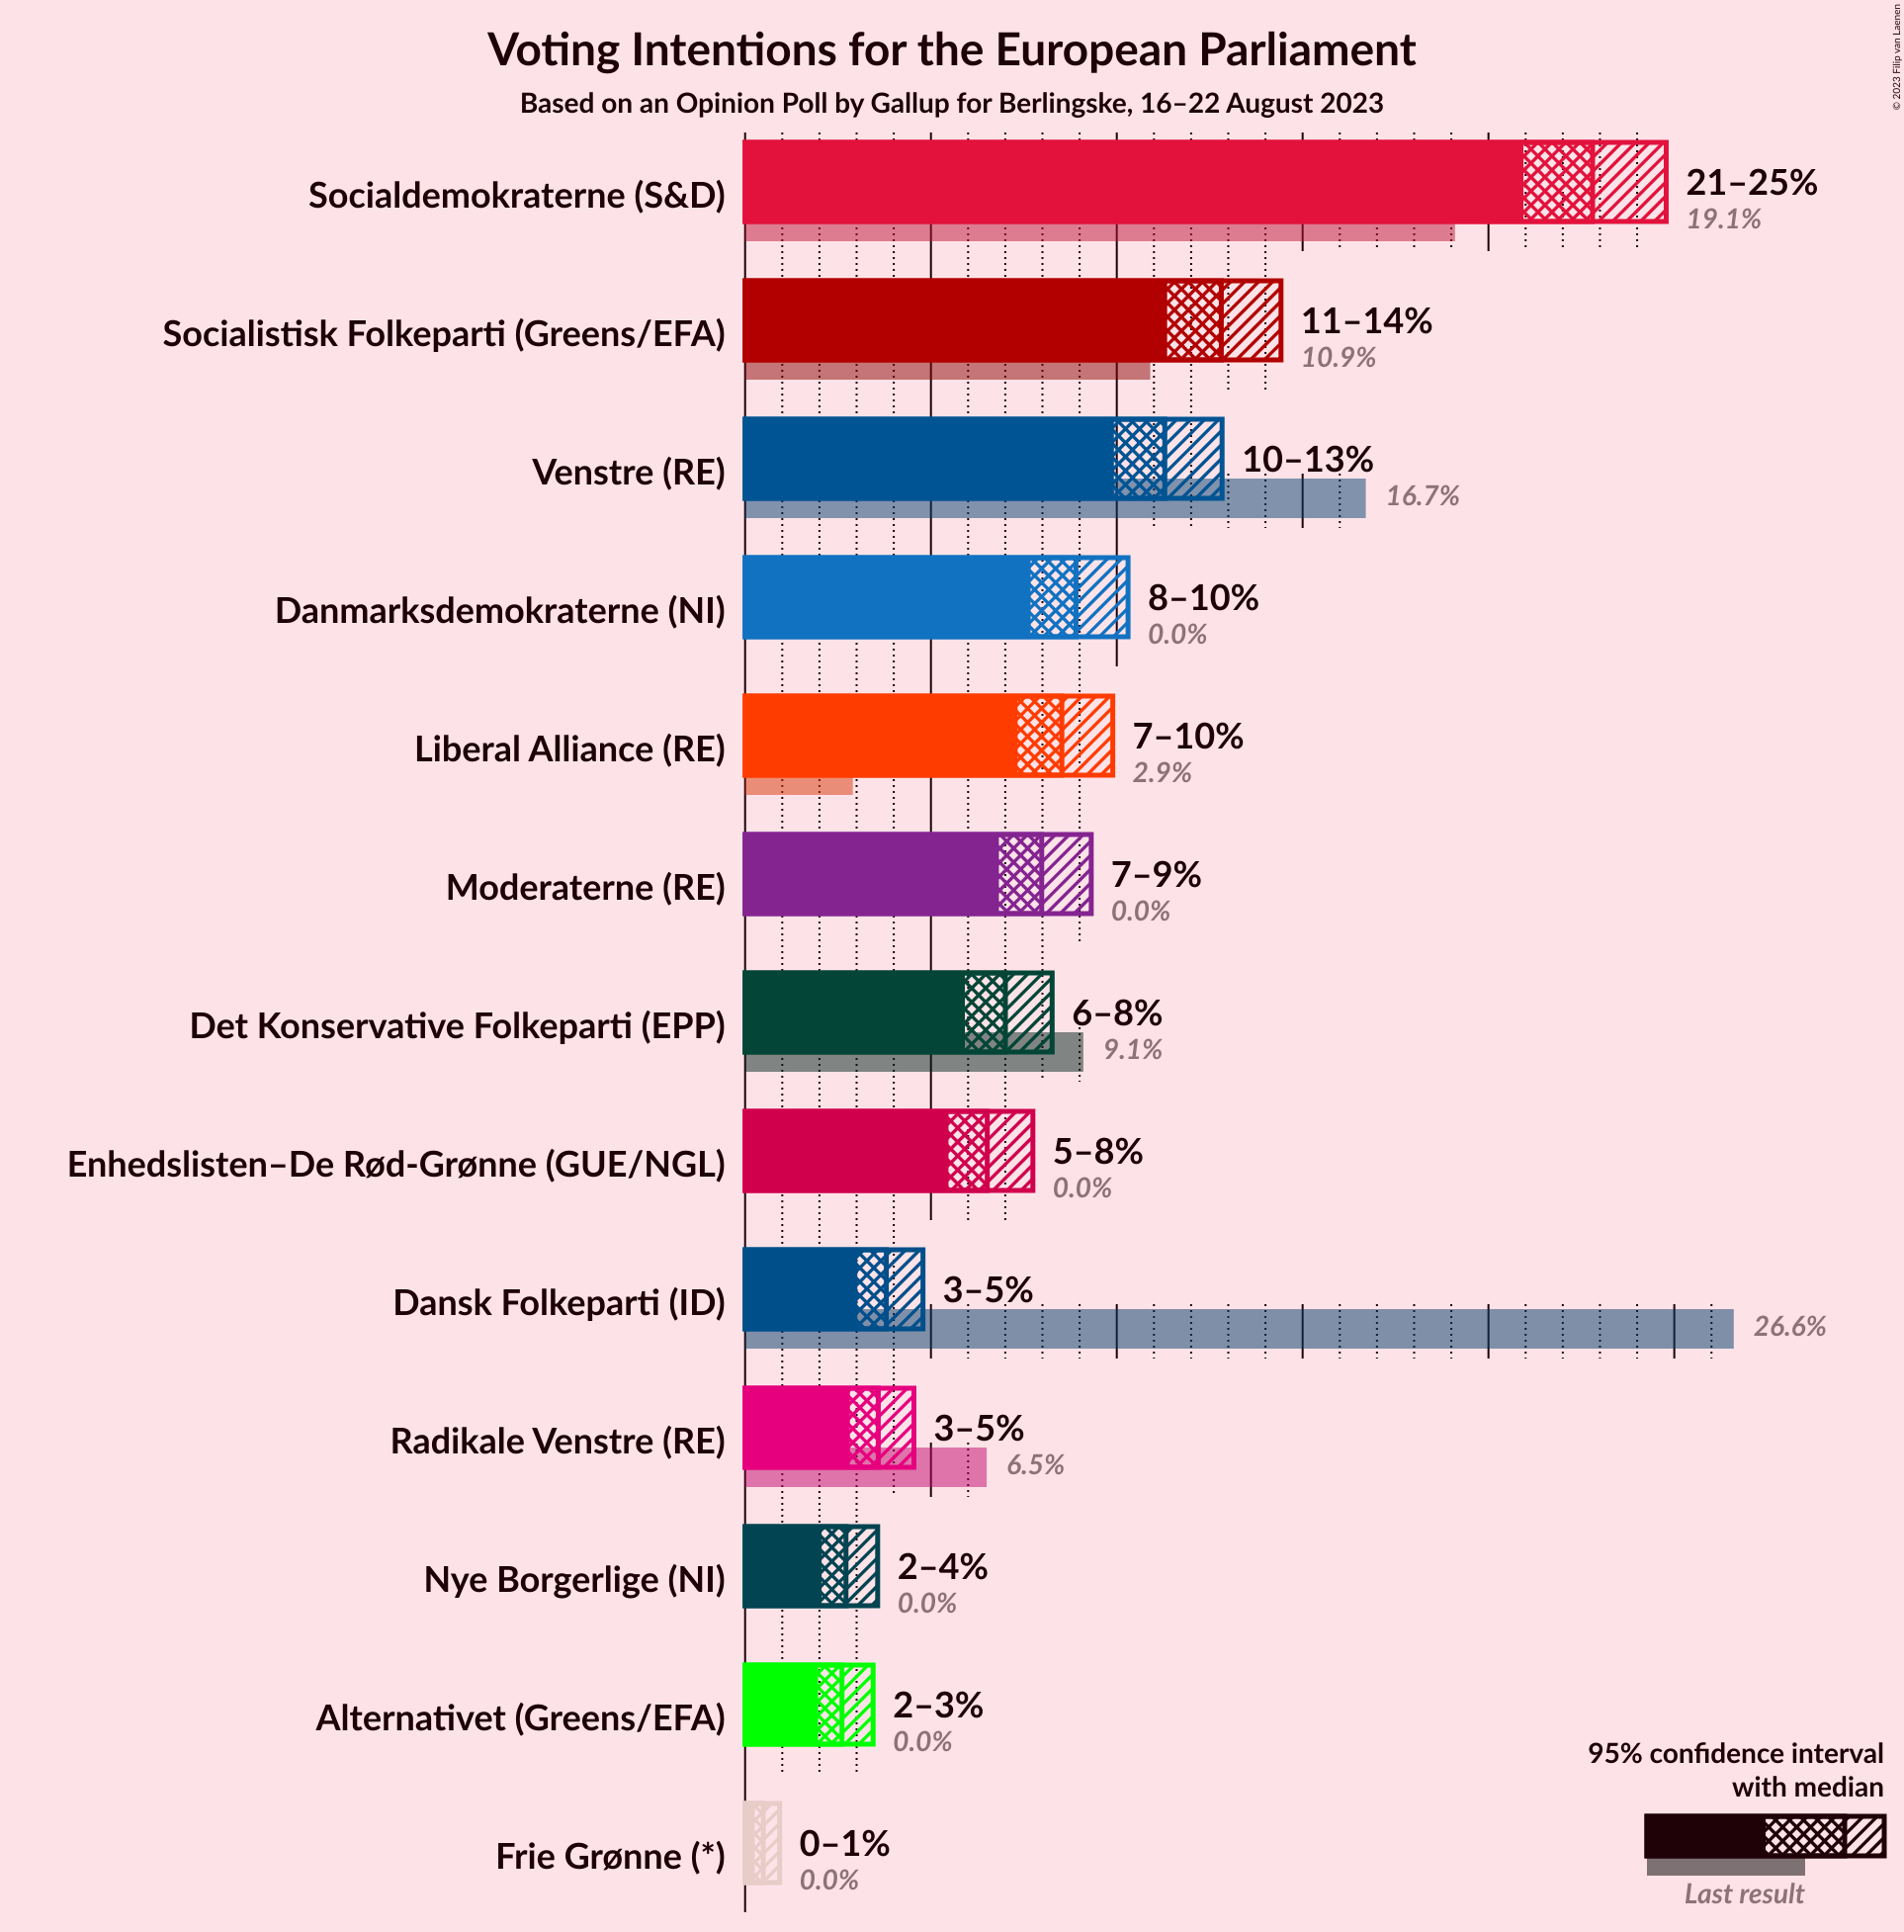 Voting Intentions for the European Parliament
Based on an Opinion Poll by Gallup for Berlingske, 16–22 August 2023
© 2023 Filip van Laenen
Socialdemokraterne (S&D)
21–25%
19.1%
Socialistisk Folkeparti (Greens/EFA)
11–14%
10.9%
Venstre (RE)
10–13%
16.7%
Danmarksdemokraterne (NI)
8–10%
0.0%
Liberal Alliance (RE)
7–10%
2.9%
Moderaterne (RE)
7–9%
0.0%
Det Konservative Folkeparti (EPP)
6–8%
9.1%
Enhedslisten–De Rød-Grønne (GUE/NGL)
5–8%
0.0%
Dansk Folkeparti (ID)
3–5%
26.6%
Radikale Venstre (RE)
3–5%
6.5%
Nye Borgerlige (NI)
2–4%
0.0%
Alternativet (Greens/EFA)
2–3%
0.0%
Frie Grønne (*)
0–1%
0.0%
95% confidence interval
with median
Last result